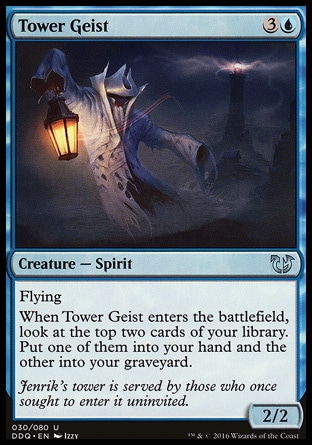 Tower Geist 3
Creature — Spirit
Flying
When Tower Geist enters the battlefield,
look at the top two cards of your library.
Put one of them into your hand and the
other into your graveyard.
Jenrik's tower is served by those who once
sought to enter it uninvited.
2/2
030/080 U
DDQ • EN Izzy
™ & © 2016 Wizards of the Coast